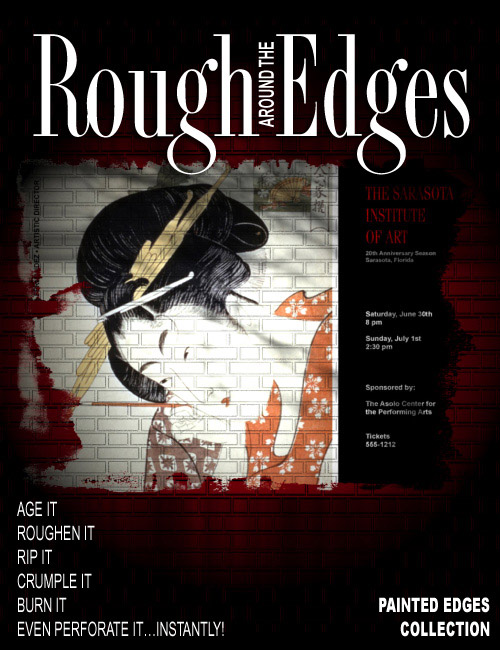 Rough AROUND THE Edges
• ARTISTIC DIRECTOR
THE SARASOTA
INSTITUTE
OF ART
20th Anniversary Season
Sarasota, Florida
Saturday, June 30th
8 pm
Sunday, July 1st
2:30 pm
Sponsored by:
The Asolo Center for
the Performing Arts
Tickets
555-1212
AGE IT
ROUGHEN IT
RIP IT
CRUMPLE IT
BURN IT
EVEN PERFORATE IT...INSTANTLY!
PAINTED EDGES
COLLECTION